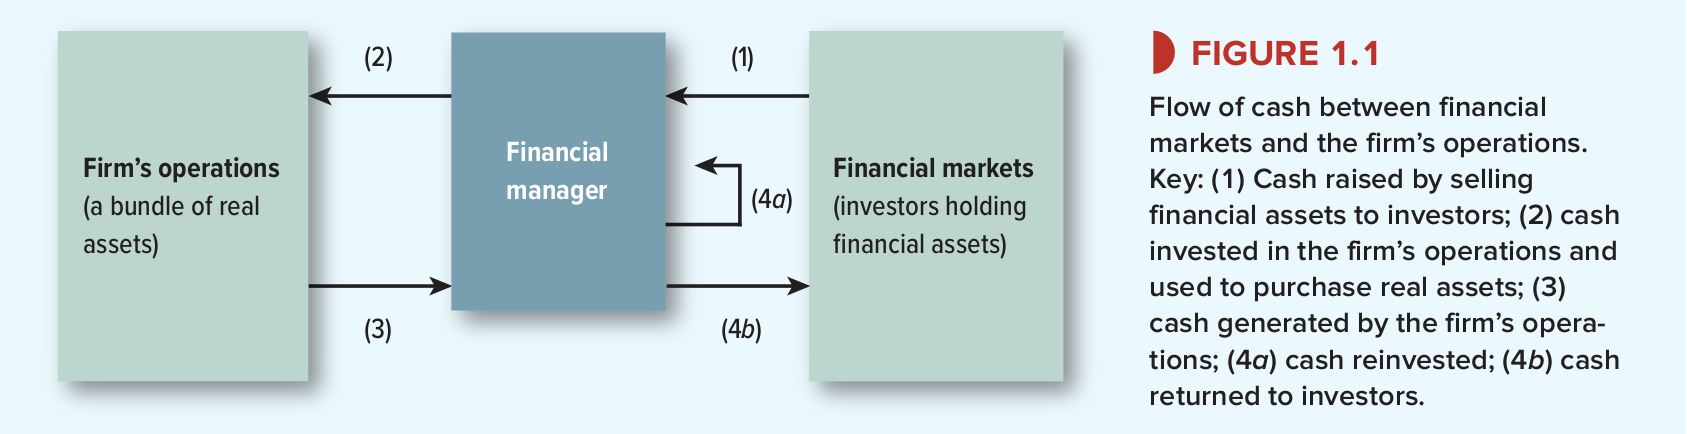 (2)
(1)
Firm's operations
(a bundle of real
assets)
Financial
manager
(4a)
Financial markets
(investors holding
financial assets)
(3)
(4b)
FIGURE 1.1
Flow of cash between financial
markets and the firm's operations.
Key: (1) Cash raised by selling
financial assets to investors; (2) cash
invested in the firm's operations and
used to purchase real assets; (3)
cash generated by the firm's opera-
tions; (4a) cash reinvested; (4b) cash
returned to investors.